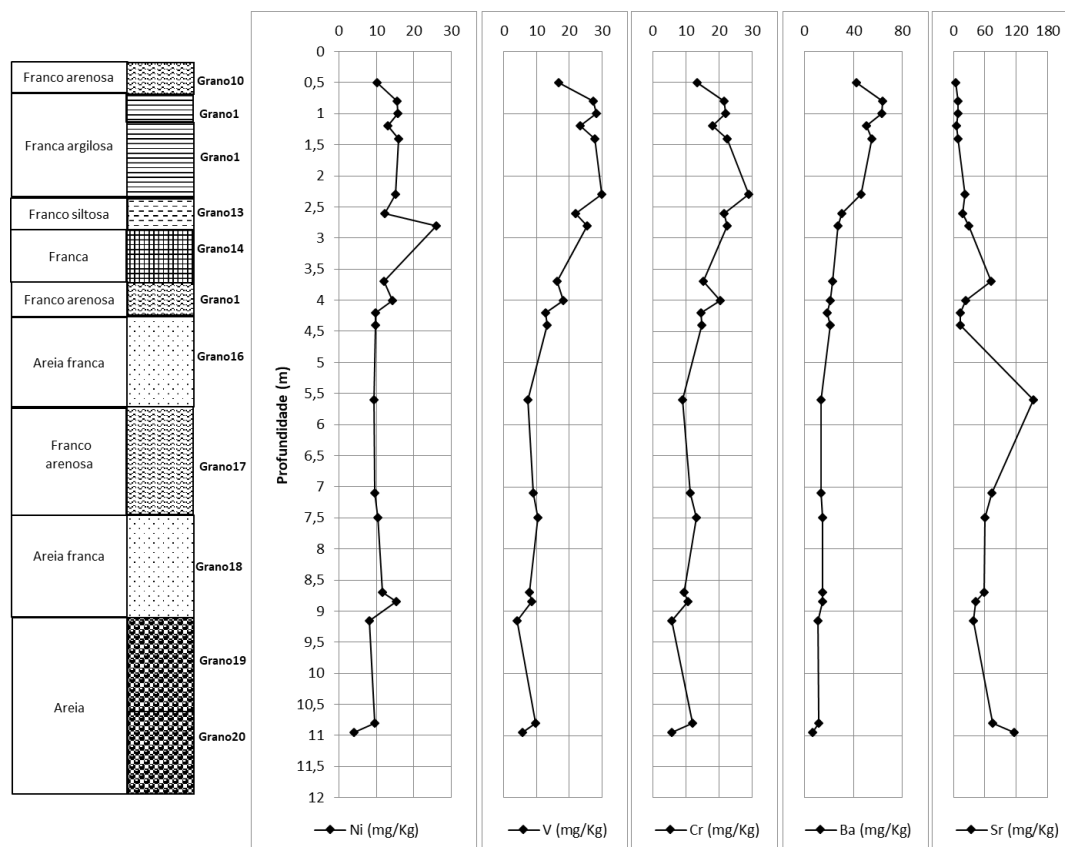 0 10 20 30
0 10 20 30
0 10 20 30
0 40 80
0 60 120 180
Profundidade (m)
0
0,5
1
1,5
2
2,5
3
3,5
4
4,5
5
5,5
6
6,5
7
7,5
8
8,5
9
9,5
10
10,5
11
11,5
12
Franco arenosa
Grano10
Franca argilosa
Grano1
Grano1
Franco siltosa
Grano13
Franca
Grano14
Franco arenosa
Grano1
Areia franca
Grano16
Franco
arenosa
Grano17
Areia franca
Grano18
Areia
Grano19
Grano20
Ni (mg/Kg)
V (mg/Kg)
Cr (mg/Kg)
Ba (mg/Kg)
Sr (mg/Kg)